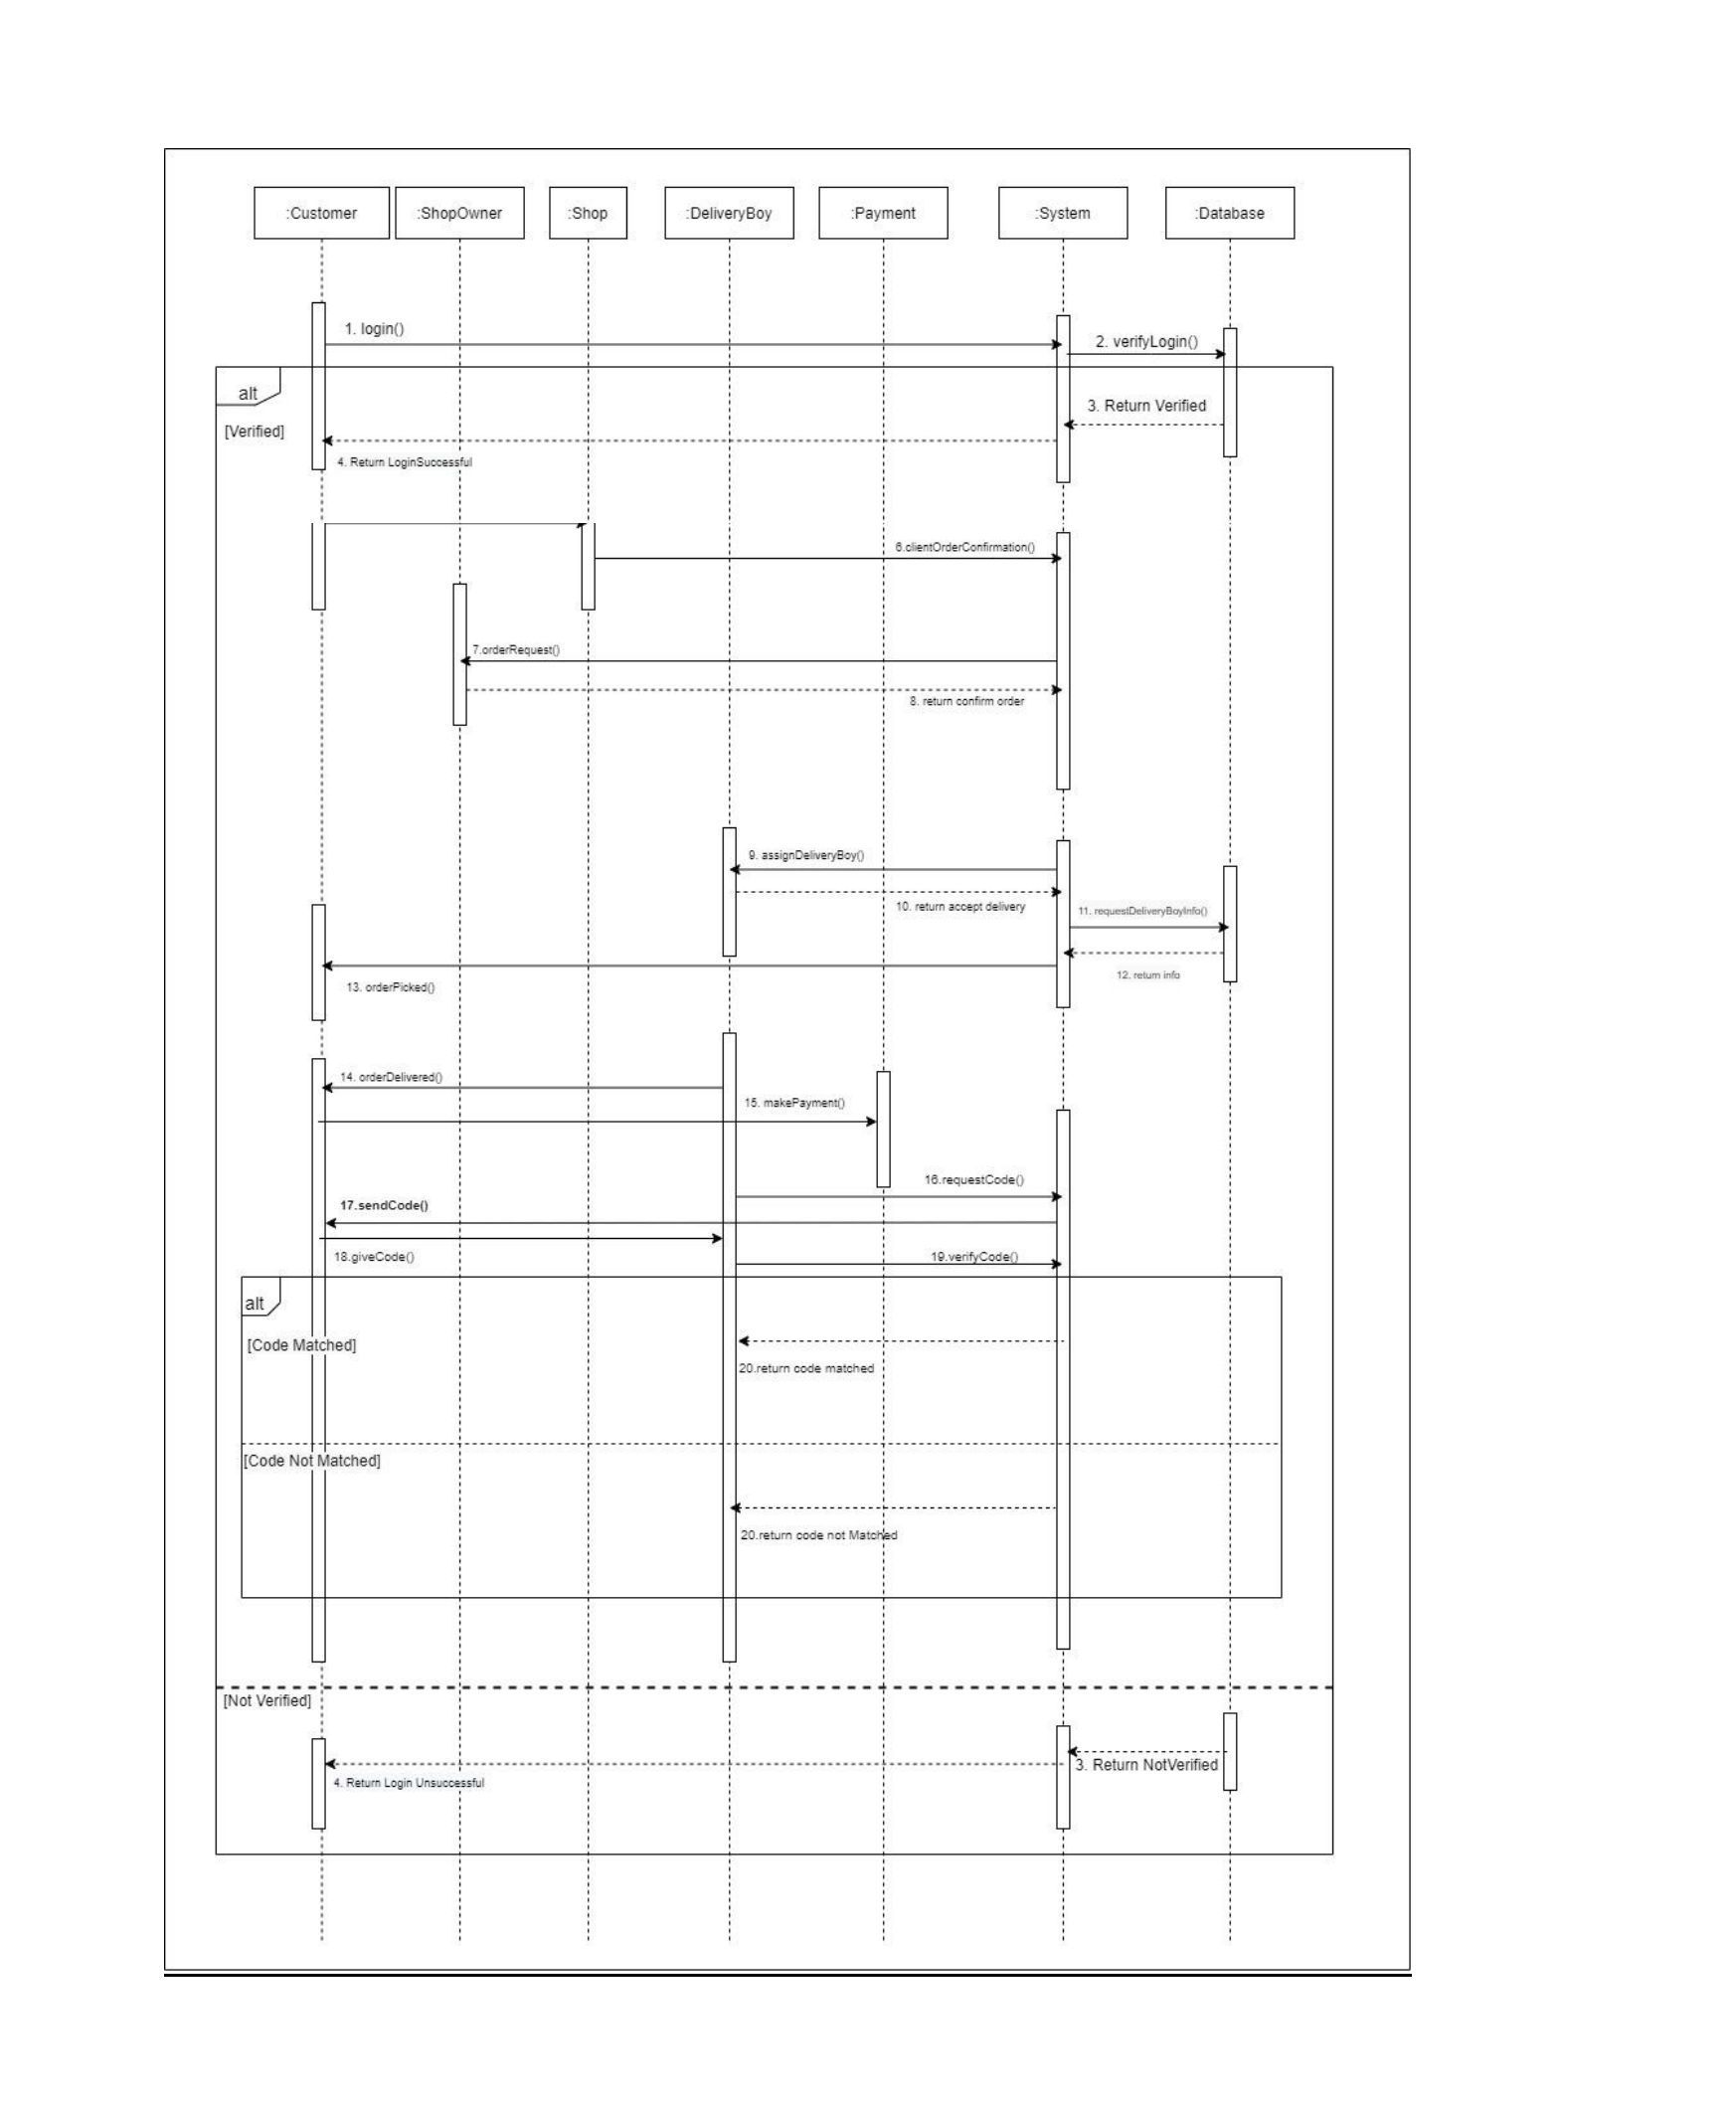 :Customer
:ShopOwner
:Shop
:DeliveryBoy
:Payment
:System
:Database
1. login()
2. verifyLogin()
alt
3. Return Verified
[Verified]
4. Return LoginSuccessful
6.clientOrderConfirmation()
7.orderRequest()
8. return confirm order
9. assignDeliveryBoy()
10. return accept delivery
11. requestDeliveryBoyInfo()
12. return info
13. orderPicked()
14. orderDelivered()
15. makePayment()
16.requestCode()
17.sendCode()
18.giveCode()
19.verifyCode()
alt
[Code Matched]
20.return code matched
[Code Not Matched]
20.return code not Matched
[Not Verified]
3. Return NotVerified
4. Return Login Unsuccessful